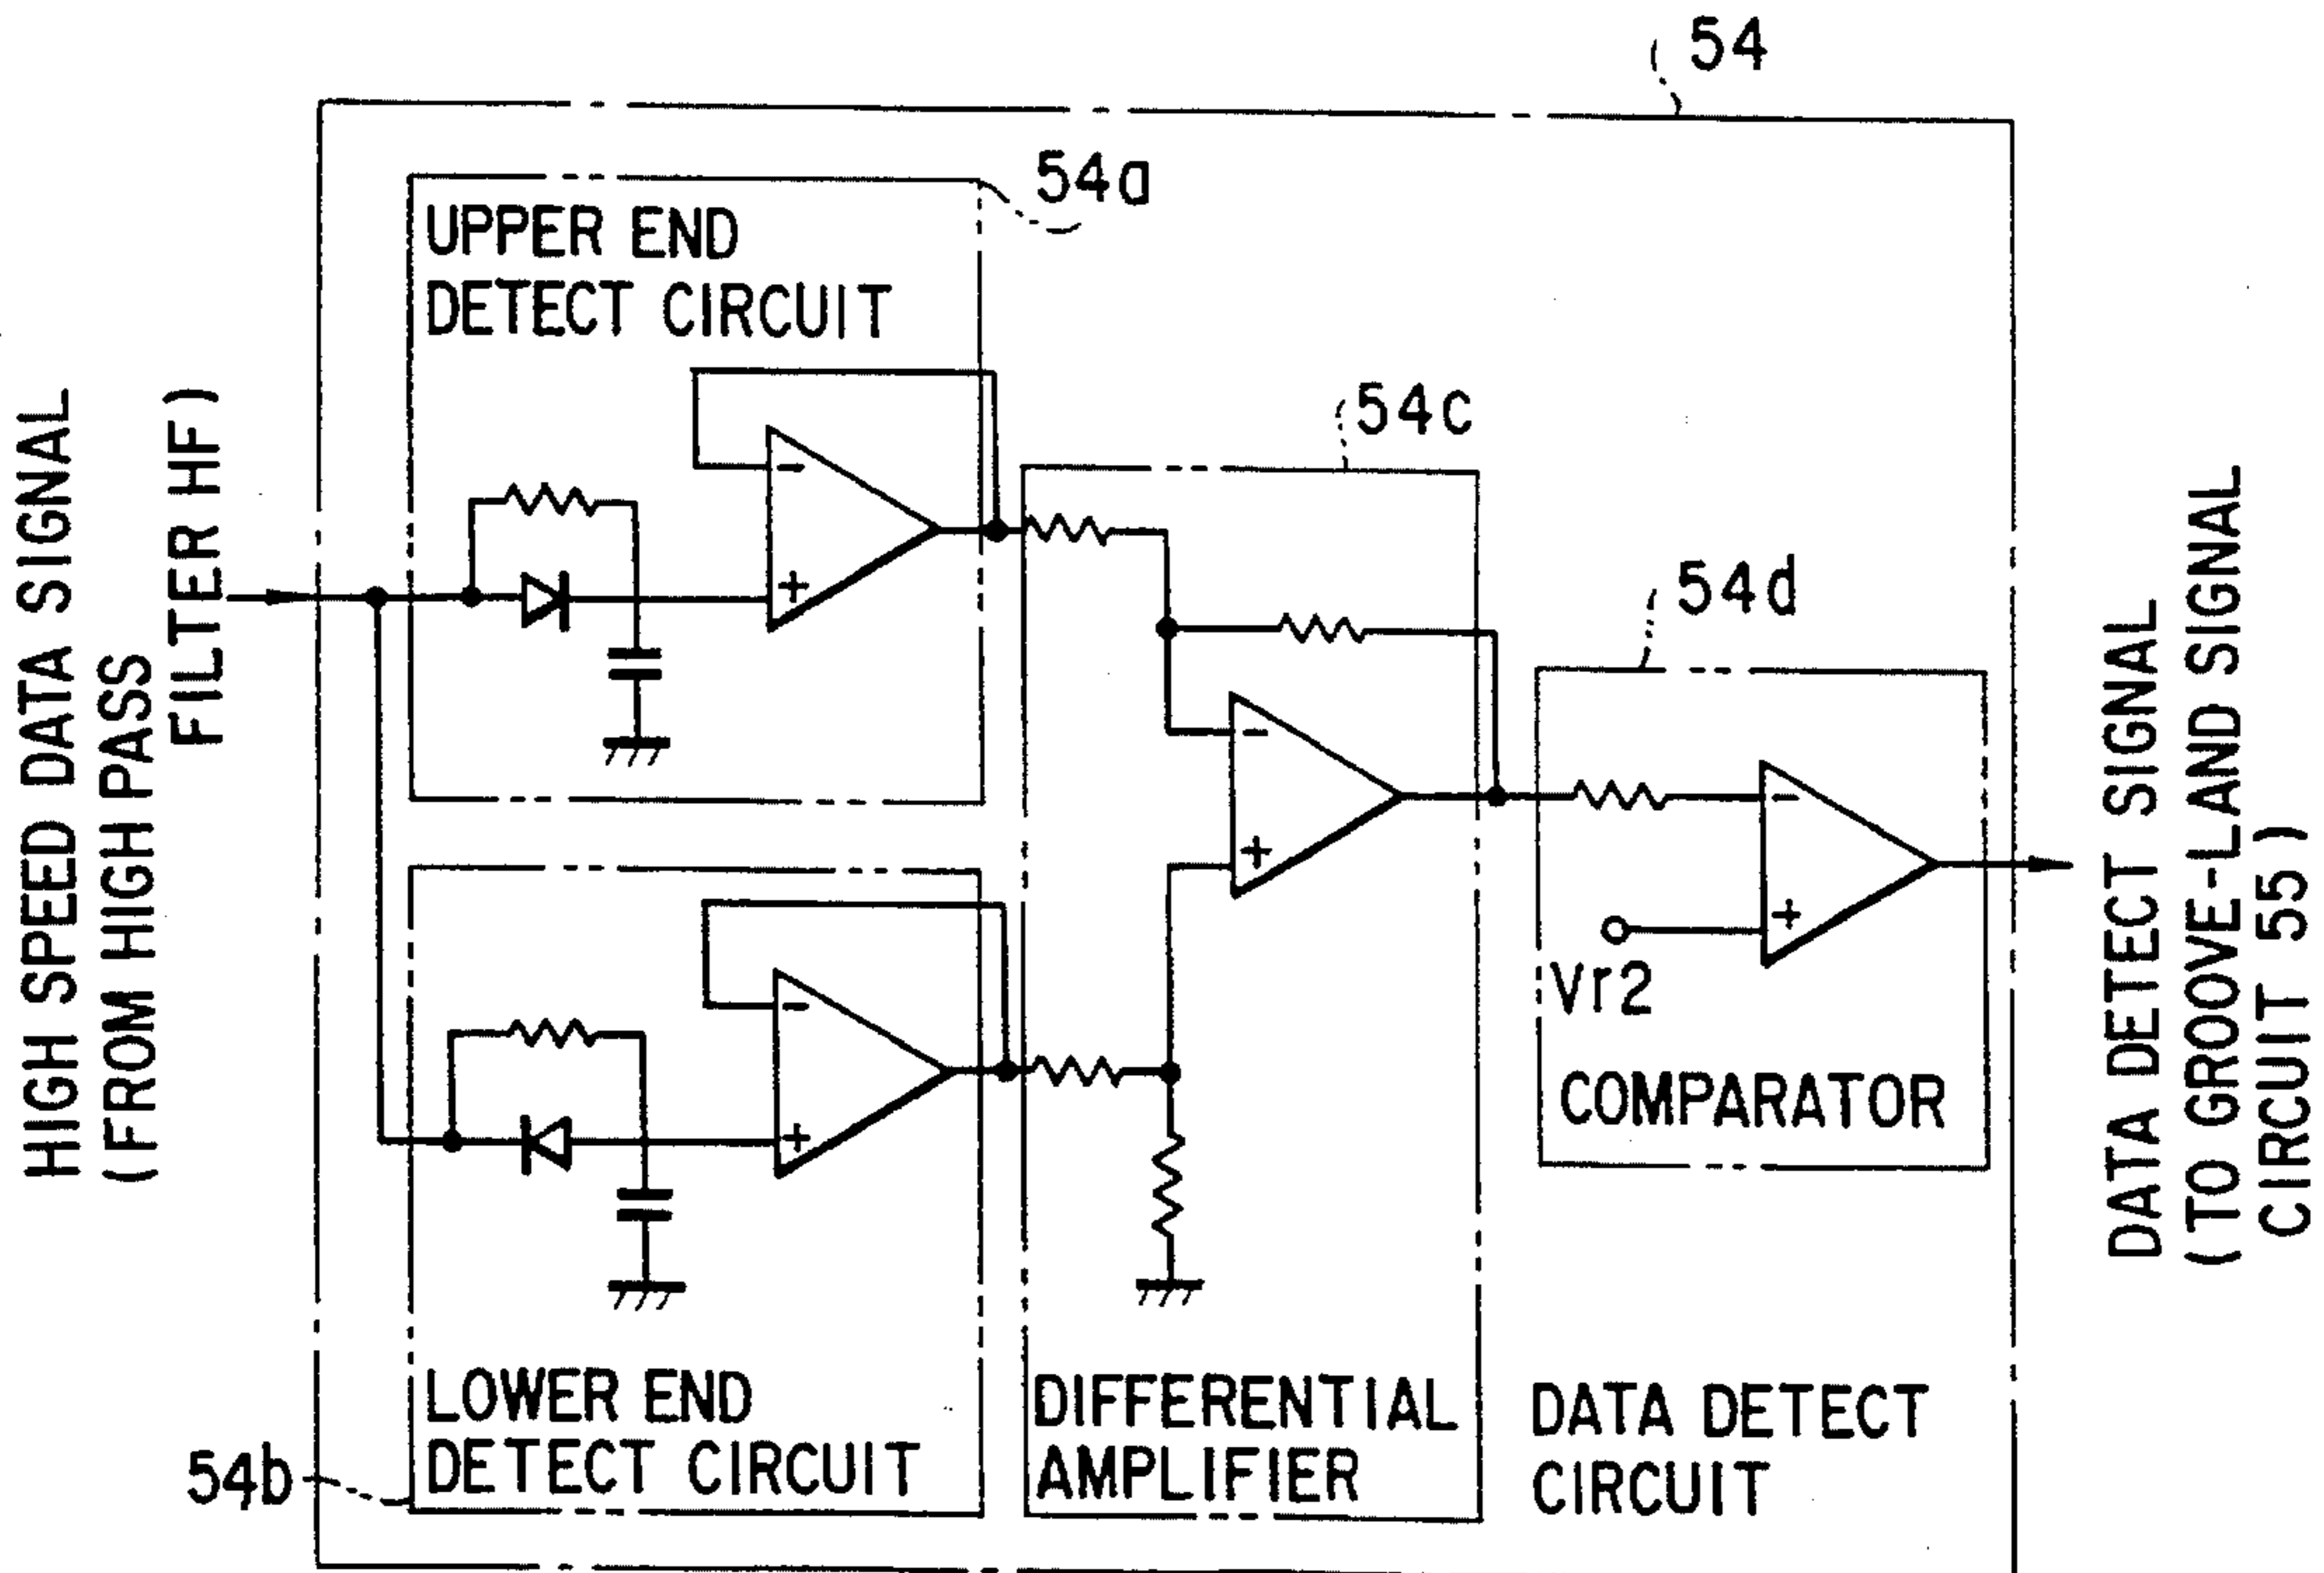 54
54a
UPPER END
DETECT CIRCUIT
HIGH SPEED DATA SIGNAL
(FROM HIGH PASS
FILTER HF)
-
+
54c
54d
-
+
-
+
Vr2
COMPARATOR
-
+
LOWER END
DETECT CIRCUIT
54b
DIFFERENTIAL
AMPLIFIER
DATA DETECT
CIRCUIT
DATA DETECT SIGNAL
(TO GROOVE-LAND SIGNAL
CIRCUIT 55)